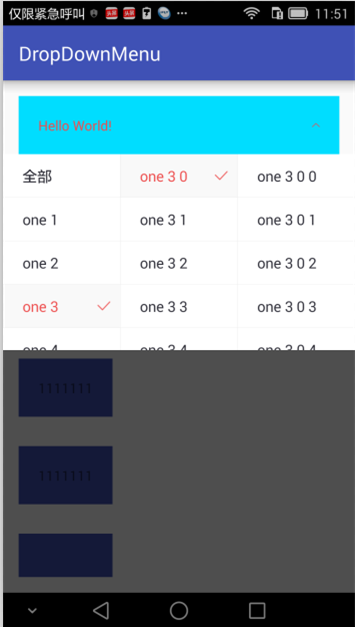 仅限紧急呼叫 11:51
DropDownMenu
Hello World!
全部 one 3 0 one 3 0 0
one 1 one 3 1 one 3 0 1
one 2 one 3 2 one 3 0 2
one 3 one 3 3 one 3 0 3
one 4 one 3 4 one 3 0 4
1111111
1111111